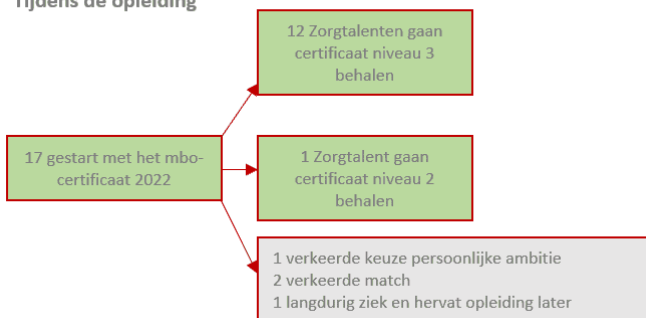 Tijdens de opleiding
12 Zorgtalenten gaan
certificaat niveau 3
behalen
17 gestart met het mbo-
certificaat 2022
1 Zorgtalent gaan
certificaat niveau 2
behalen
1 verkeerde keuze persoonlijke ambitie
2 verkeerde match
1 langdurig ziek en hervat opleiding later